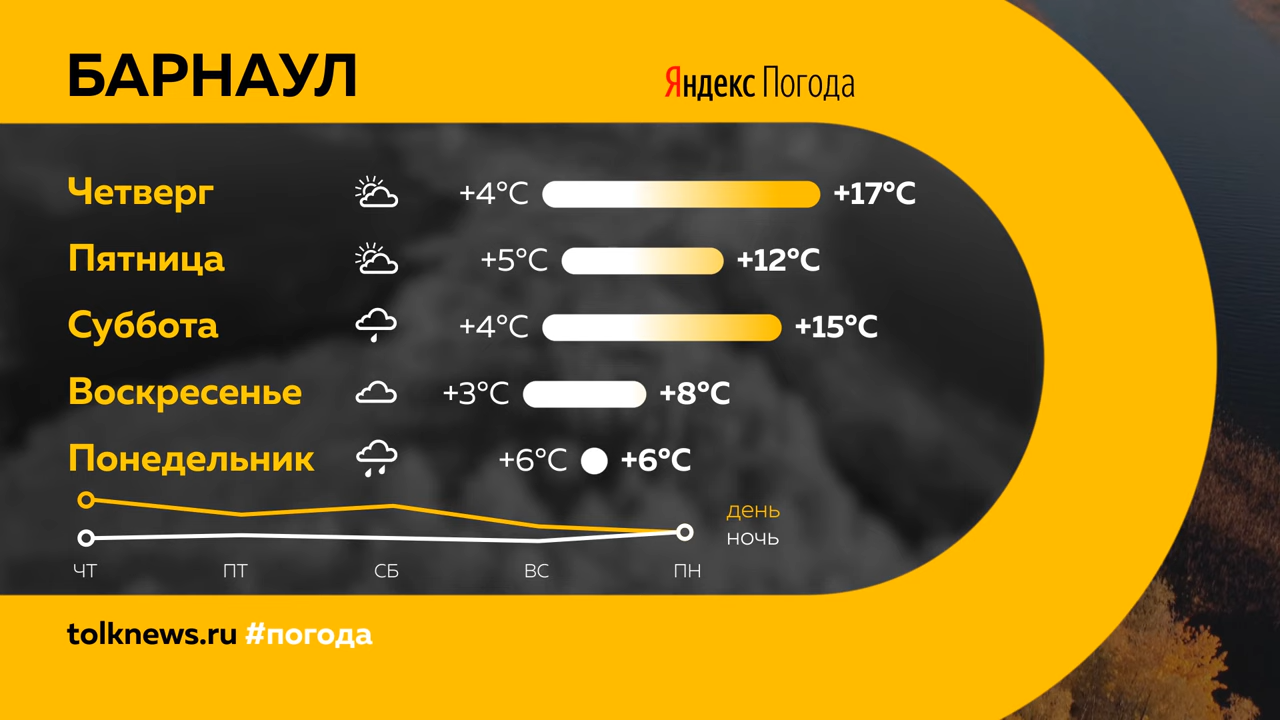 БАРНАУЛ
Яндекс Погода
Четверг +4°C +17°C
Пятница +5°C +12°C
Суббота +4°C +15°C
Воскресенье +3°C +8°C
Понедельник +6°C +6°C
день
ночь
ЧТ ПТ СБ ВС ПН
tolknews.ru #погода